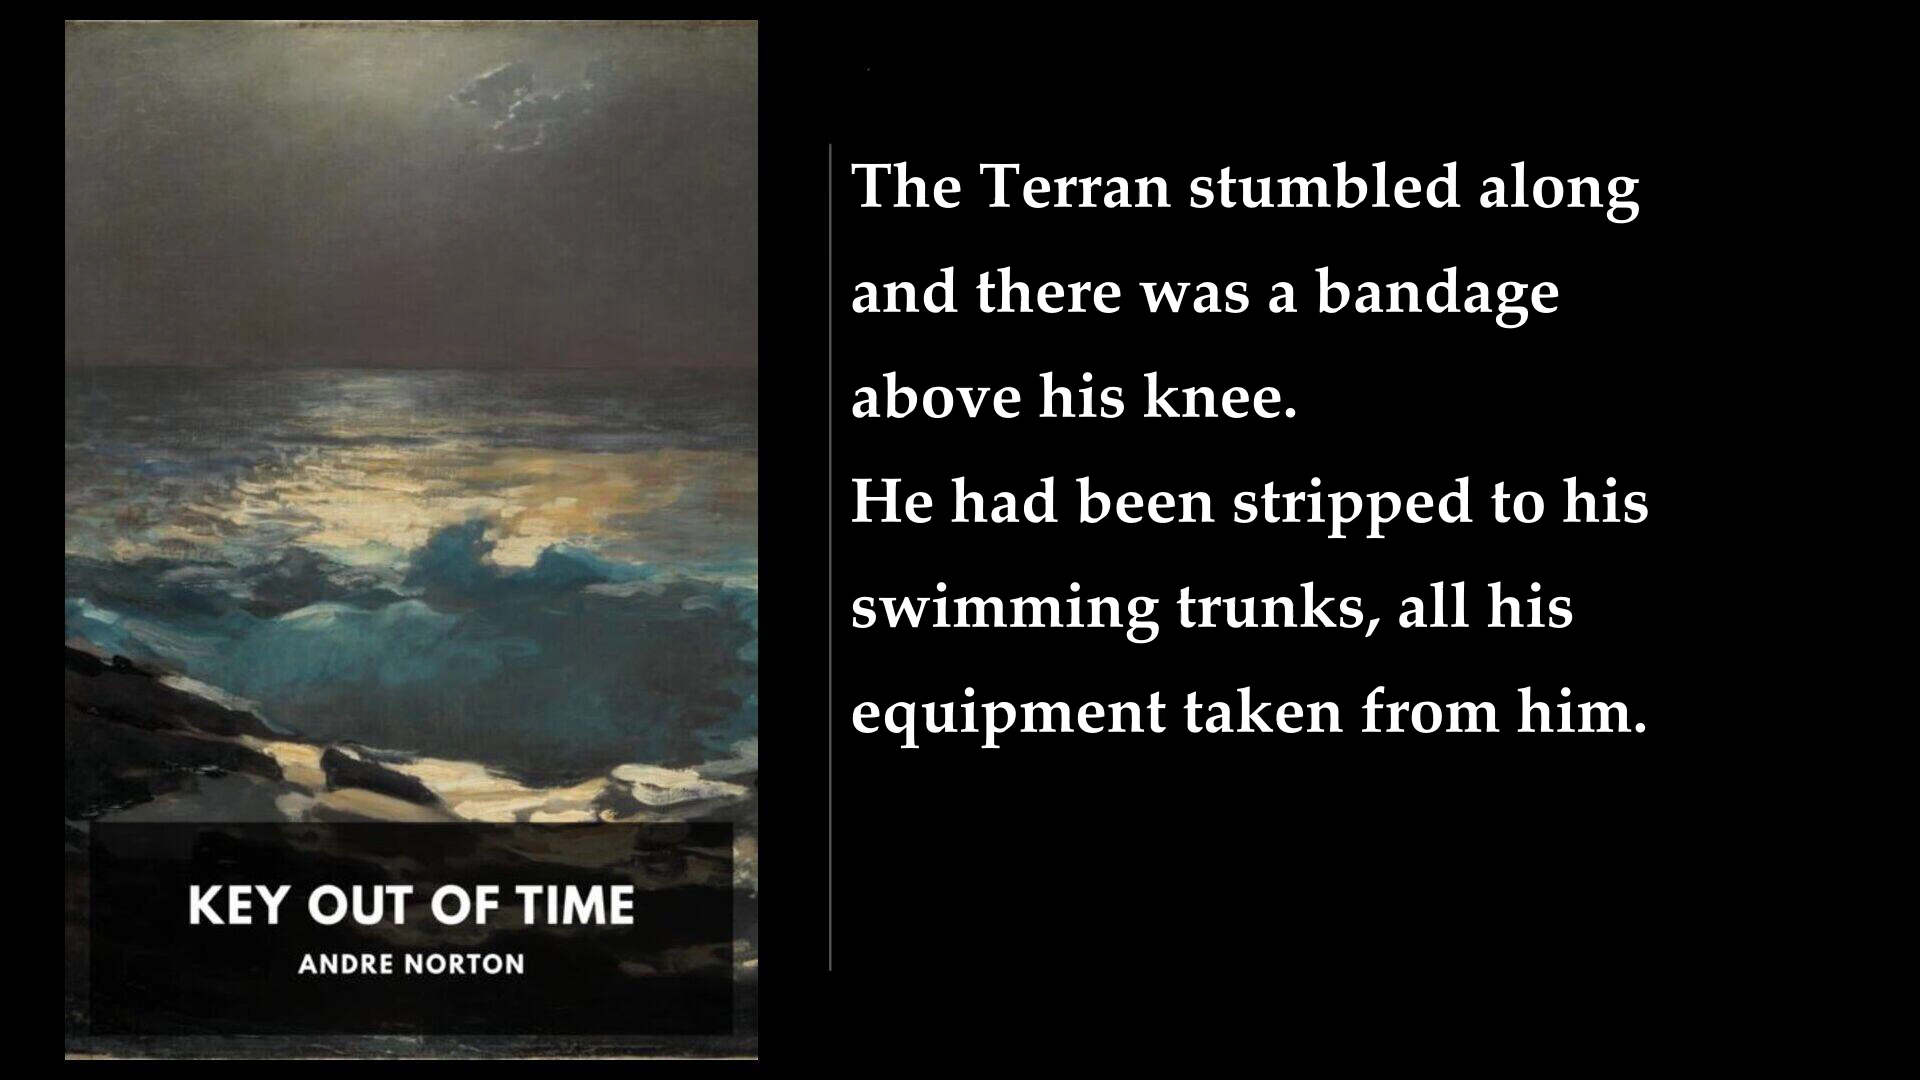 The Terran stumbled along
and there was a bandage
above his knee.
He had been stripped to his
swimming trunks, all his
equipment taken from him.
KEY OUT OF TIME
ANDRE NORTON